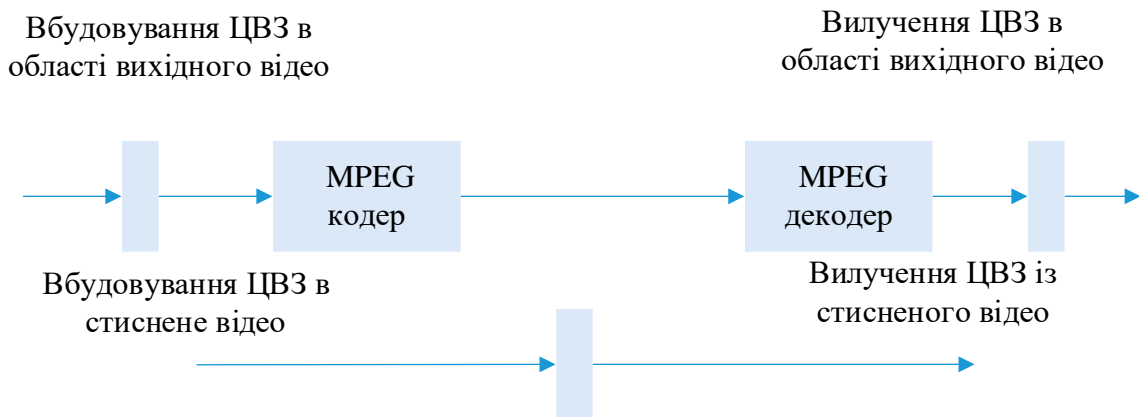 Вбудовування ЦВЗ в
області вихідного відео
Вилучення ЦВЗ в
області вихідного відео
MPEG
кодер
MPEG
декодер
Вбудовування ЦВЗ в
стиснене відео
Вилучення ЦВЗ із
стисненого відео